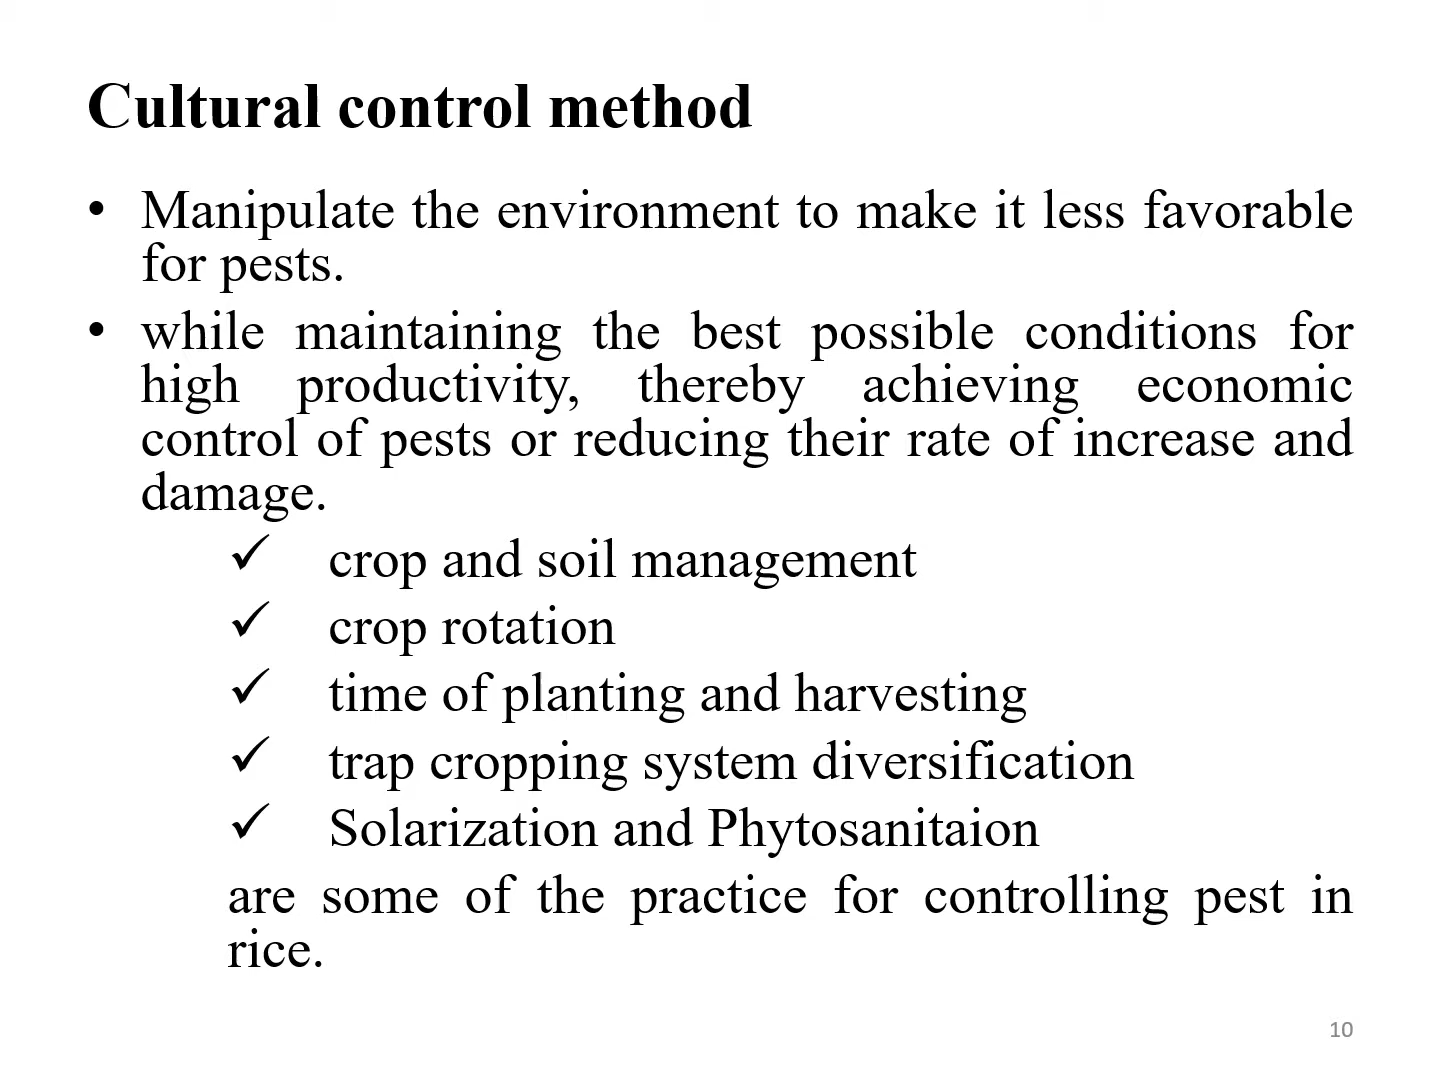 Cultural control method
• Manipulate the environment to make it less favorable
for pests.
• while maintaining the best possible conditions for
high productivity, thereby achieving economic
control of pests or reducing their rate of increase and
damage.
✓ crop and soil management
✓ crop rotation
✓ time of planting and harvesting
✓ trap cropping system diversification
✓ Solarization and Phytosanitaion
are some of the practice for controlling pest in
rice.
10